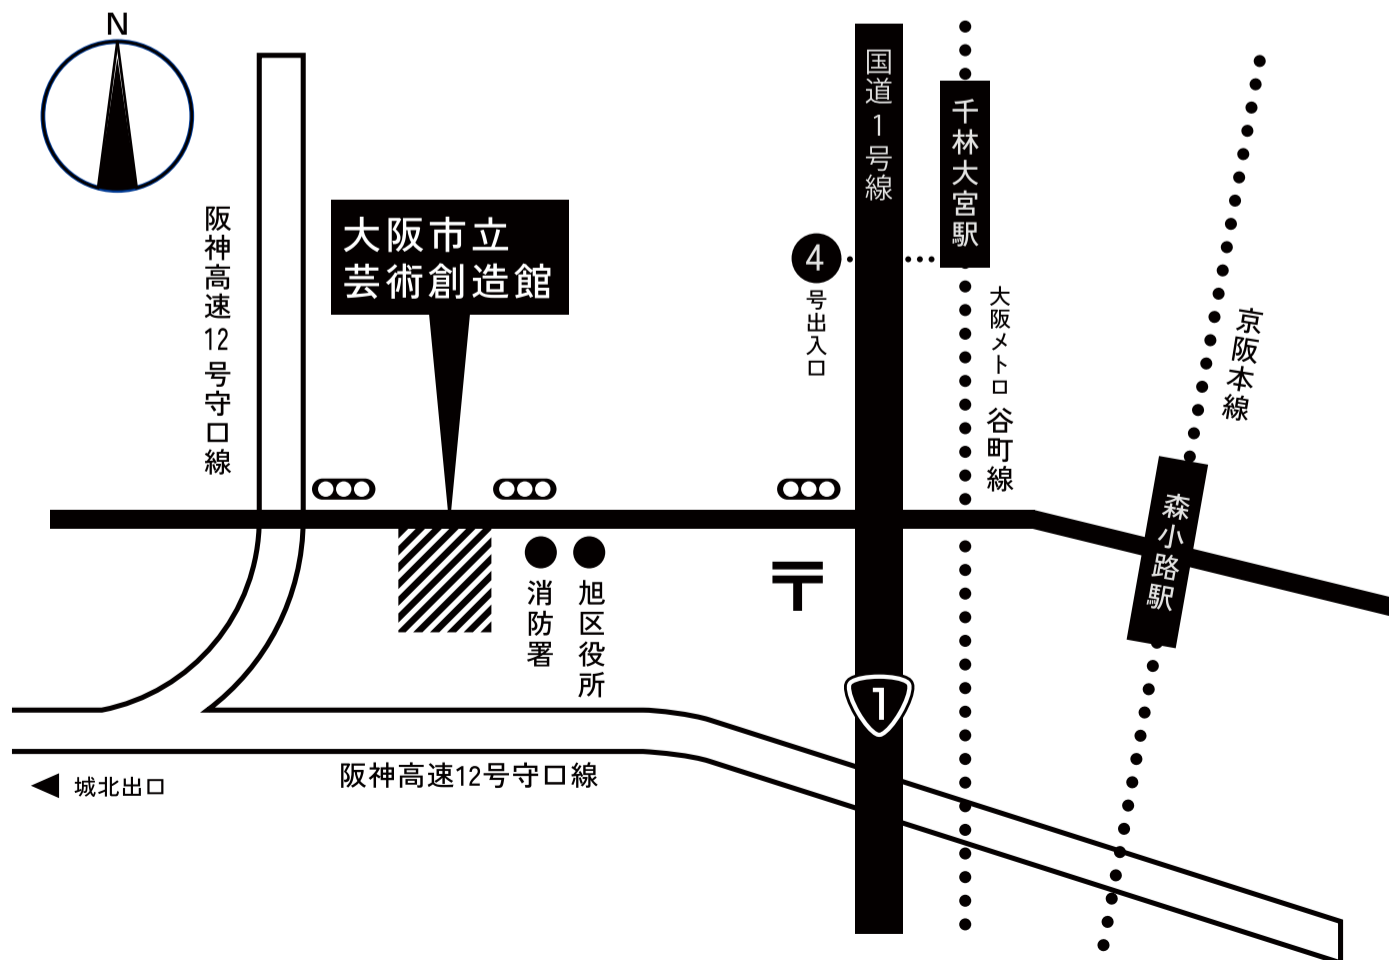 N
阪神高速12号守口線
大阪市立
芸術創造館
国道1号線
千林大宮駅
4
号出入口
大阪メトロ 谷町線
京阪本線
森小路駅
消防署
旭区役所
1
阪神高速12号守口線
城北出口